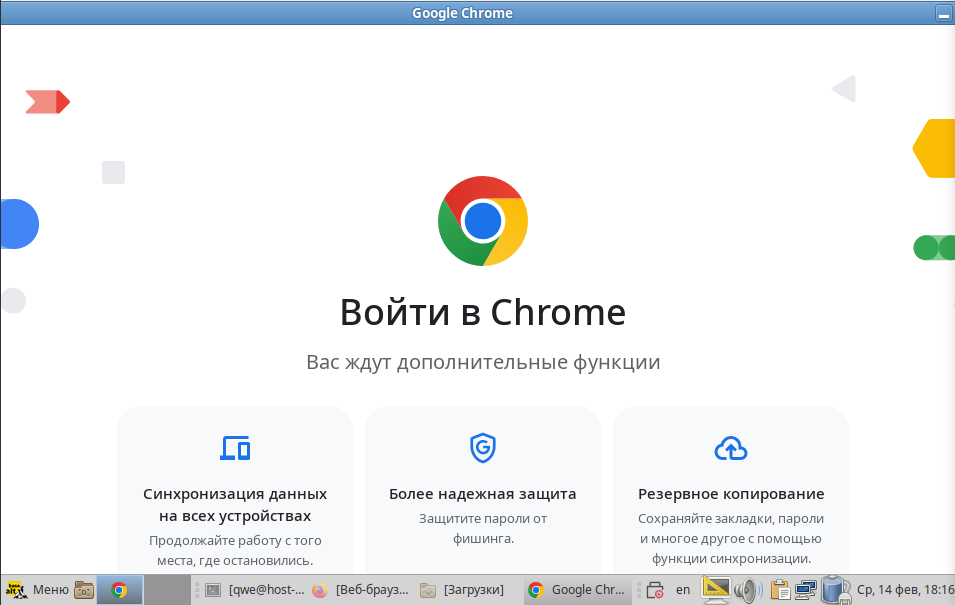 Google Chrome
Войти в Chrome
Вас ждут дополнительные функции
Синхронизация данных
на всех устройствах
Продолжайте работу с того
места, где остановились.
Более надежная защита
Защитите пароли от
фишинга.
Резервное копирование
Сохраняйте закладки, пароли
и многое другое с помощью
функции синхронизации.
Меню [qwe@host-... [Веб-брауз... [Загрузки] Google Chr... en Ср, 14 фев, 18:16